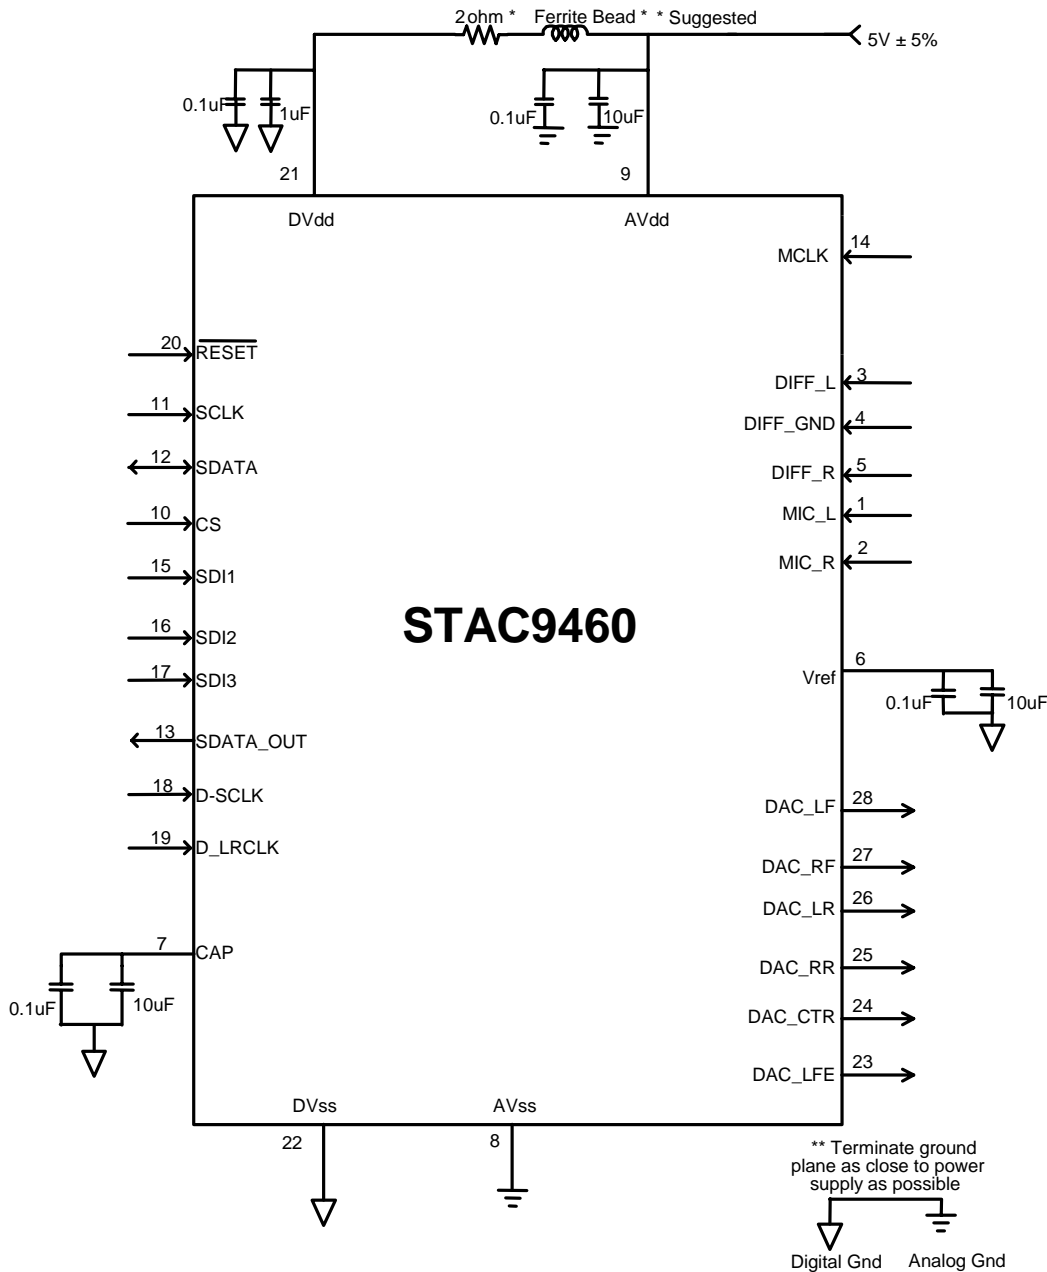 2 ohm * Ferrite Bead * * Suggested
5V ± 5%
0.1uF 1uF 0.1uF 10uF
21 9
DVdd AVdd
MCLK 14
20 RESET
3 DIFF_L
11 SCLK
DIFF_GND 4
12 SDATA
DIFF_R 5
MIC_L 1
10 CS
MIC_R 2
15 SDI1
STAC9460
16 SDI2
17 SDI3
Vref 6
0.1uF 10uF
13 SDATA_OUT
18 D-SCLK
DAC_LF 28
19 D_LRCLK
DAC_RF 27
DAC_LR 26
7 CAP
DAC_RR 25
0.1uF 10uF
DAC_CTR 24
DAC_LFE 23
DVss AVss
22 8
** Terminate ground
plane as close to power
supply as possible
Digital Gnd Analog Gnd